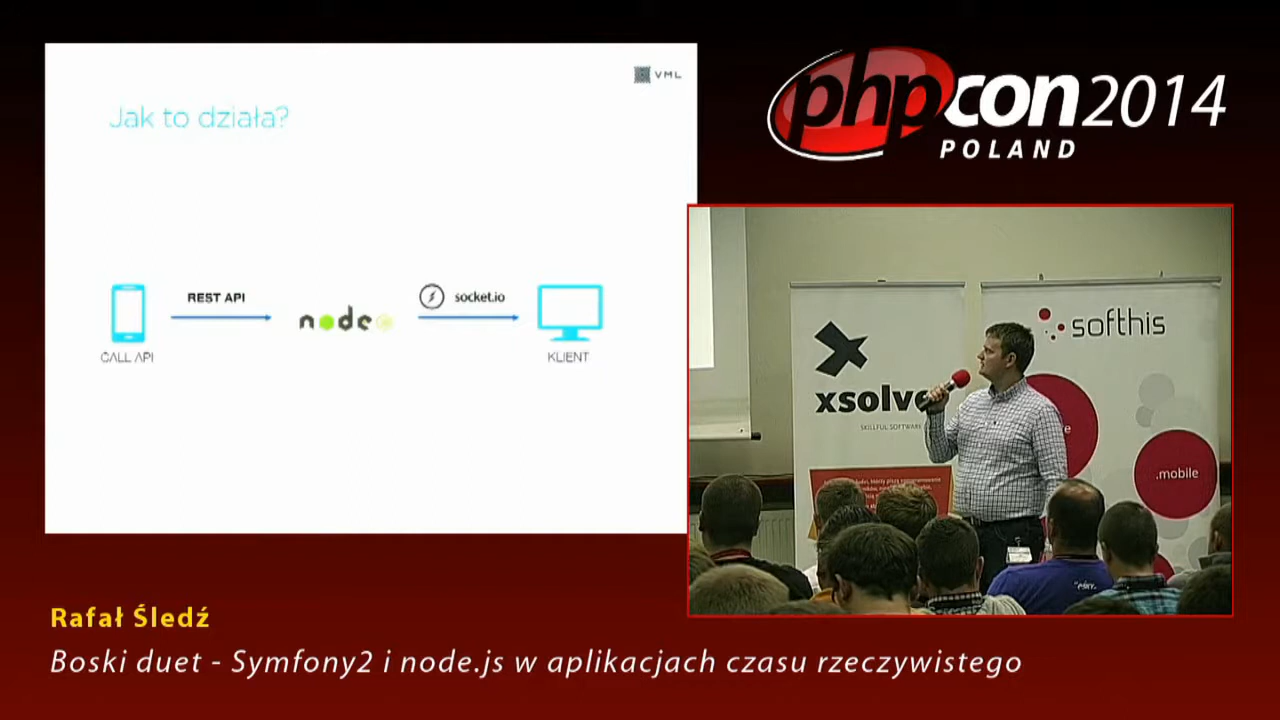 VML
Jak to działa?
REST API
socket.io
node
CALL API
KLIENT
phpcon2014
POLAND
softhis
xsolve
SKILLFUL SOFTWARE
.mobile
Rafał Śledź
Boski duet - Symfony2 i node.js w aplikacjach czasu rzeczywistego